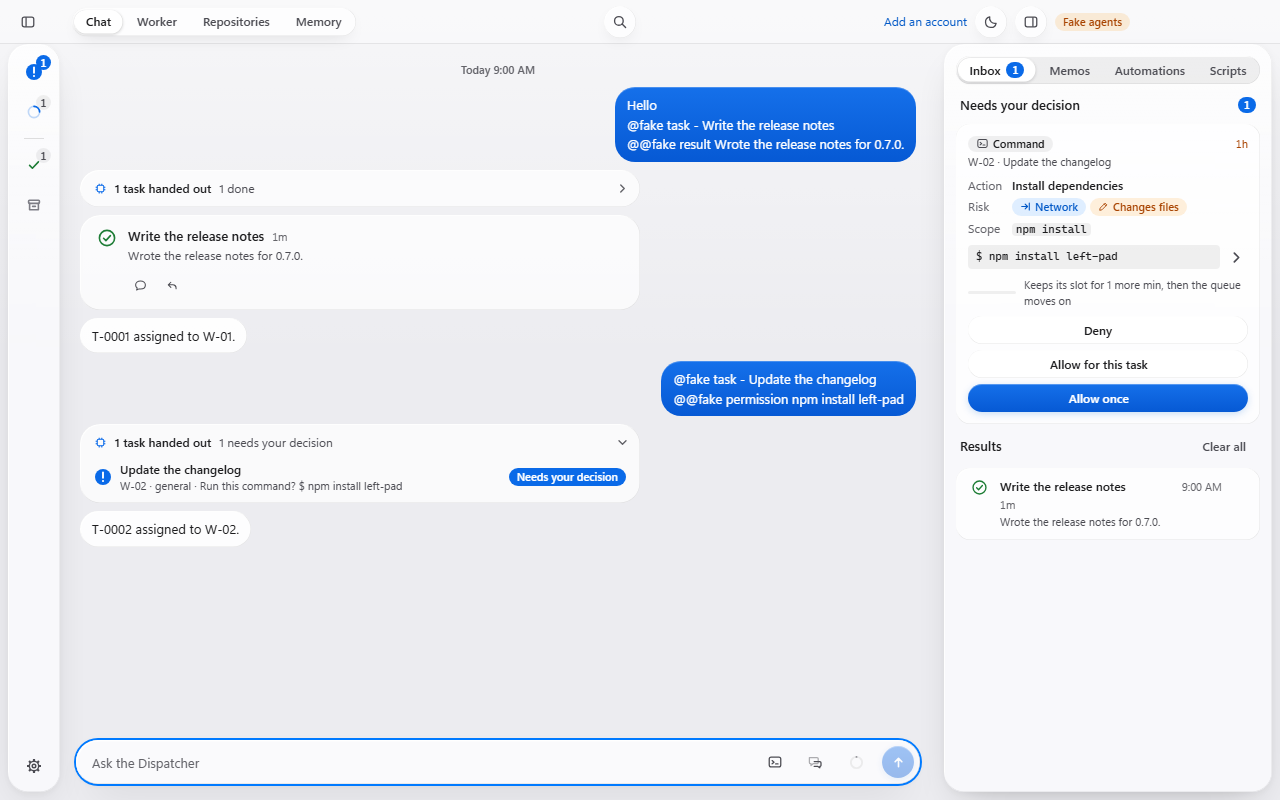 Chat Worker Repositories Memory
Add an account
Fake agents
1
1
1
Today 9:00 AM
Hello
@fake task - Write the release notes
@@fake result Wrote the release notes for 0.7.0.
1 task handed out 1 done
Write the release notes 1m
Wrote the release notes for 0.7.0.
T-0001 assigned to W-01.
@fake task - Update the changelog
@@fake permission npm install left-pad
1 task handed out 1 needs your decision
Update the changelog
W-02 · general · Run this command? $ npm install left-pad
Needs your decision
T-0002 assigned to W-02.
Ask the Dispatcher
Inbox 1 Memos Automations Scripts
Needs your decision 1
Command 1h
W-02 · Update the changelog
Action Install dependencies
Risk Network Changes files
Scope npm install
$ npm install left-pad
Keeps its slot for 1 more min, then the queue
moves on
Deny
Allow for this task
Allow once
Results Clear all
Write the release notes 9:00 AM
1m
Wrote the release notes for 0.7.0.